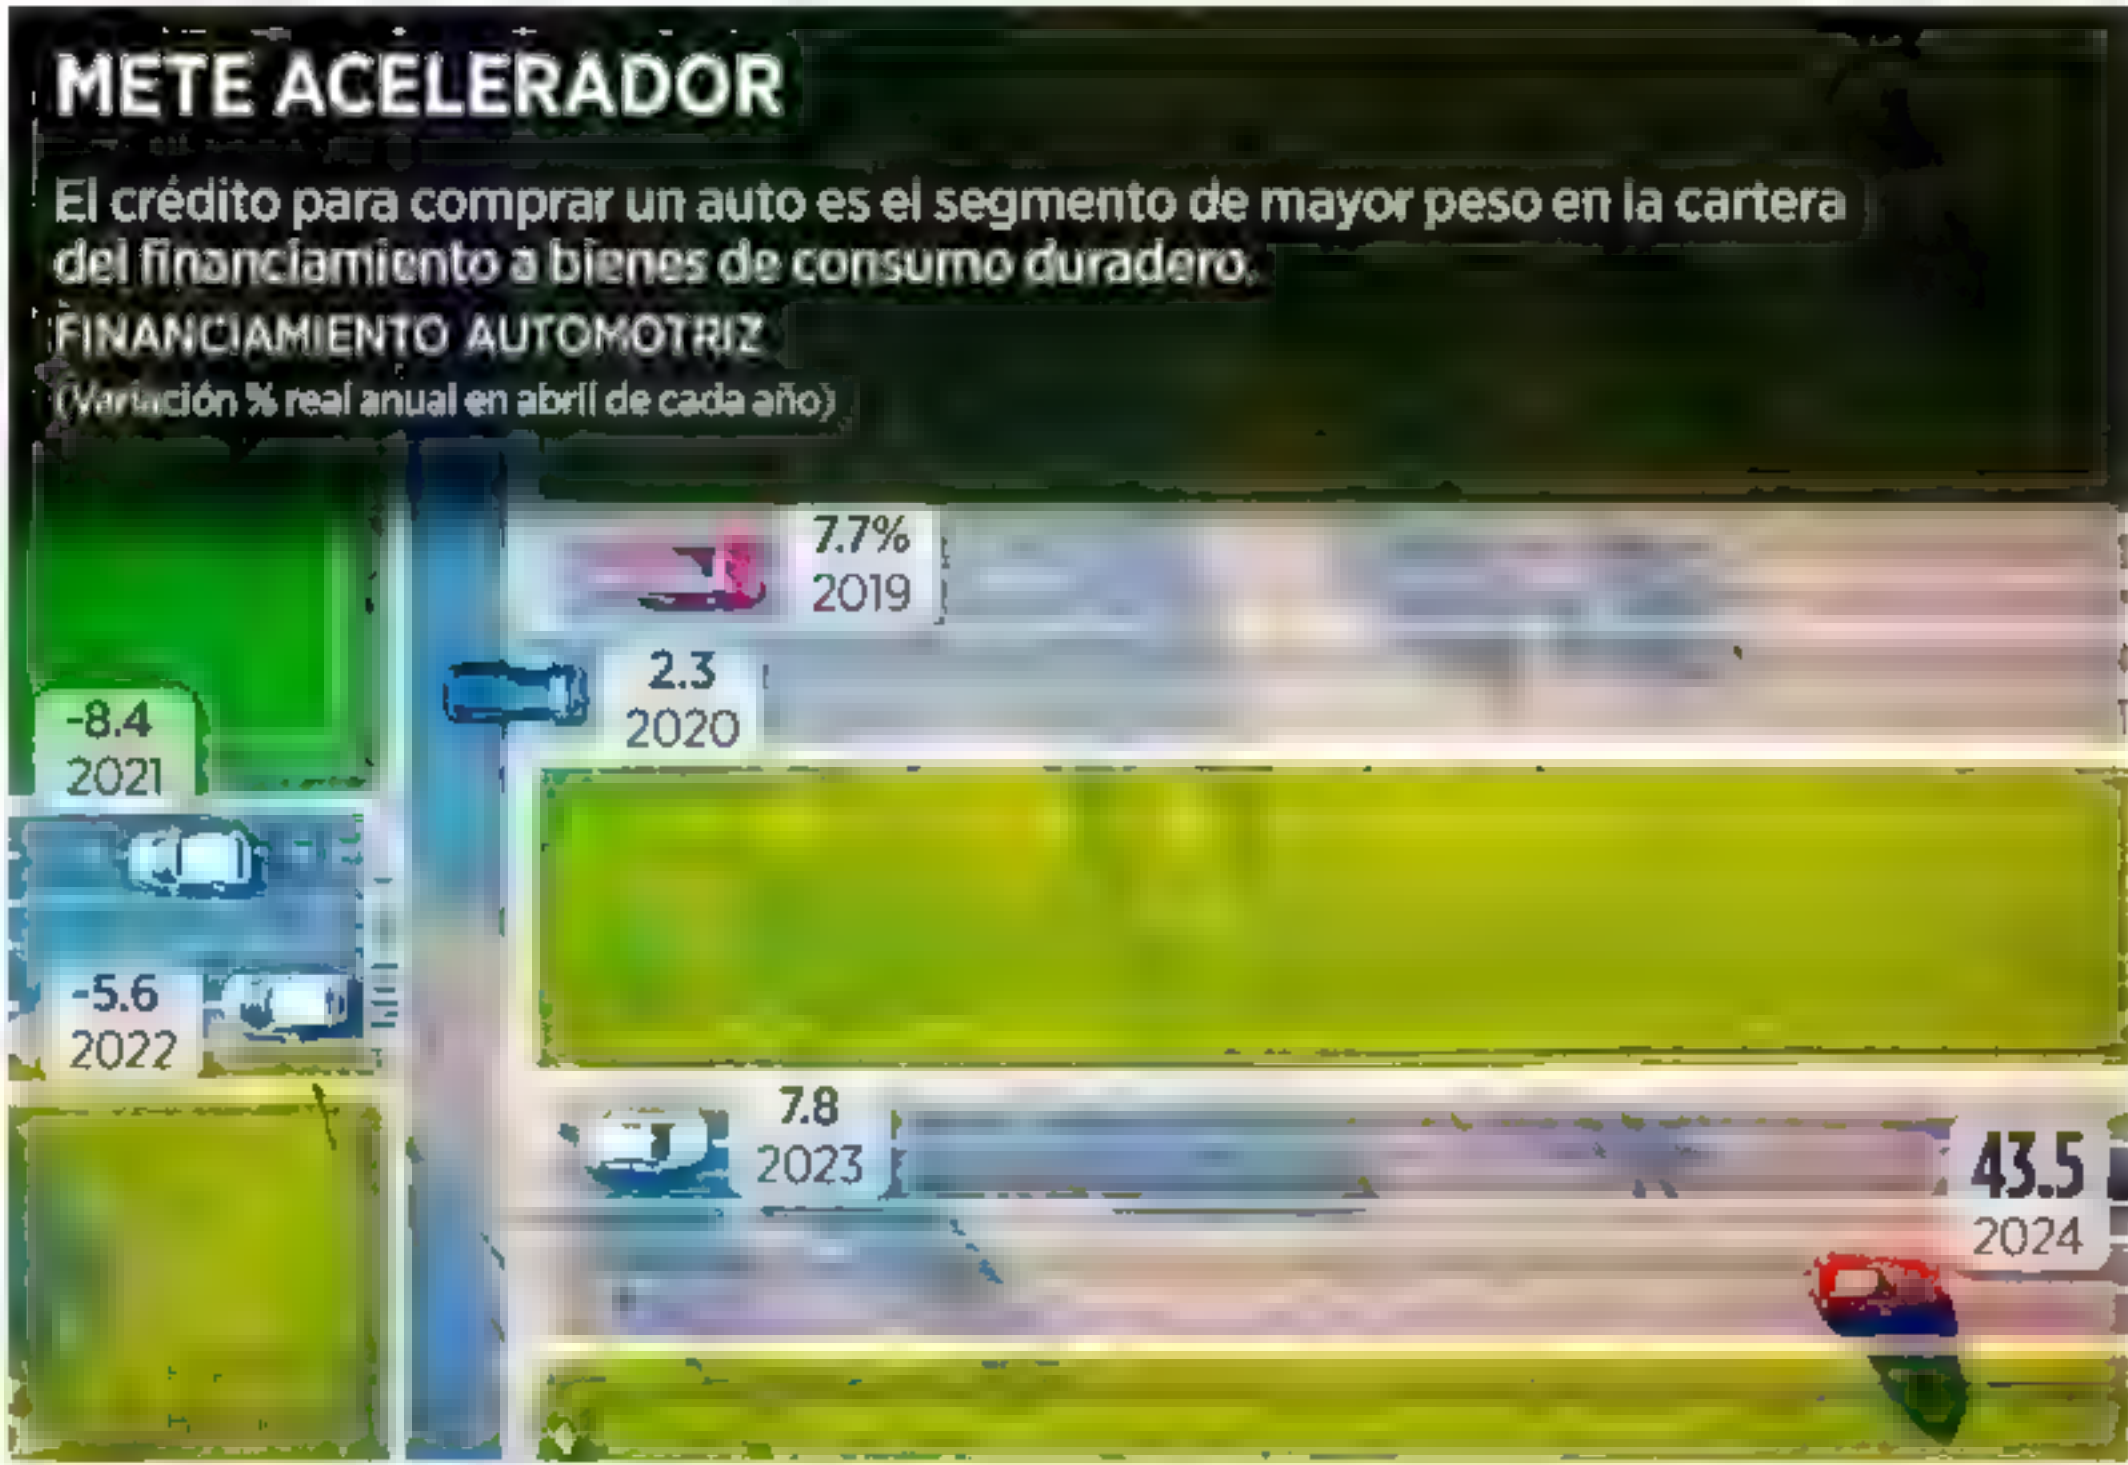 METE ACELERADOR
El crédito para comprar un auto es el segmento de mayor peso en la cartera
del financiamiento a bienes de consumo duradero.
FINANCIAMIENTO AUTOMOTRIZ
(Variación % real anual en abril de cada año)
7.7%
2019
2.3
2020
-8.4
2021
-5.6
2022
7.8
2023
43.5
2024